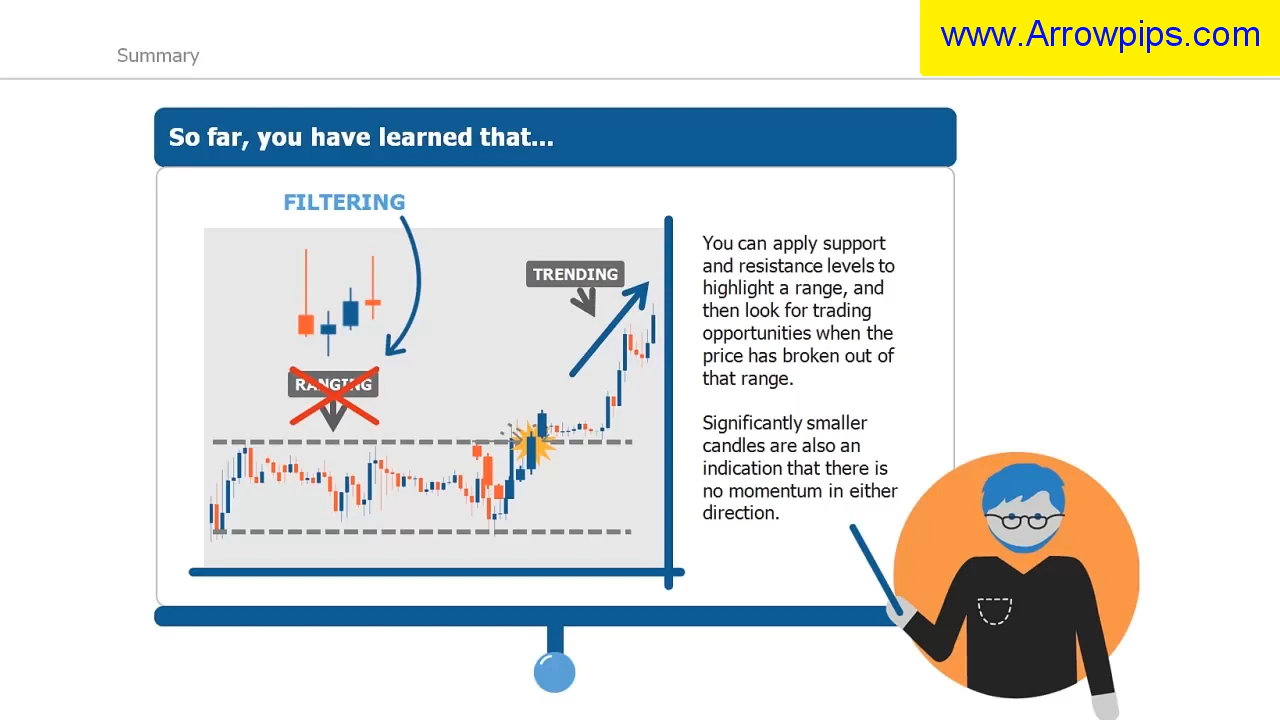 www.Arrowpips.com
Summary
So far, you have learned that...
FILTERING
TRENDING
RANGING
You can apply support
and resistance levels to
highlight a range, and
then look for trading
opportunities when the
price has broken out of
that range.
Significantly smaller
candles are also an
indication that there is
no momentum in either
direction.